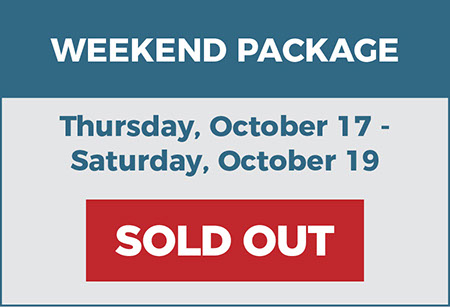 WEEKEND PACKAGE
Thursday, October 17 -
Saturday, October 19
SOLD OUT